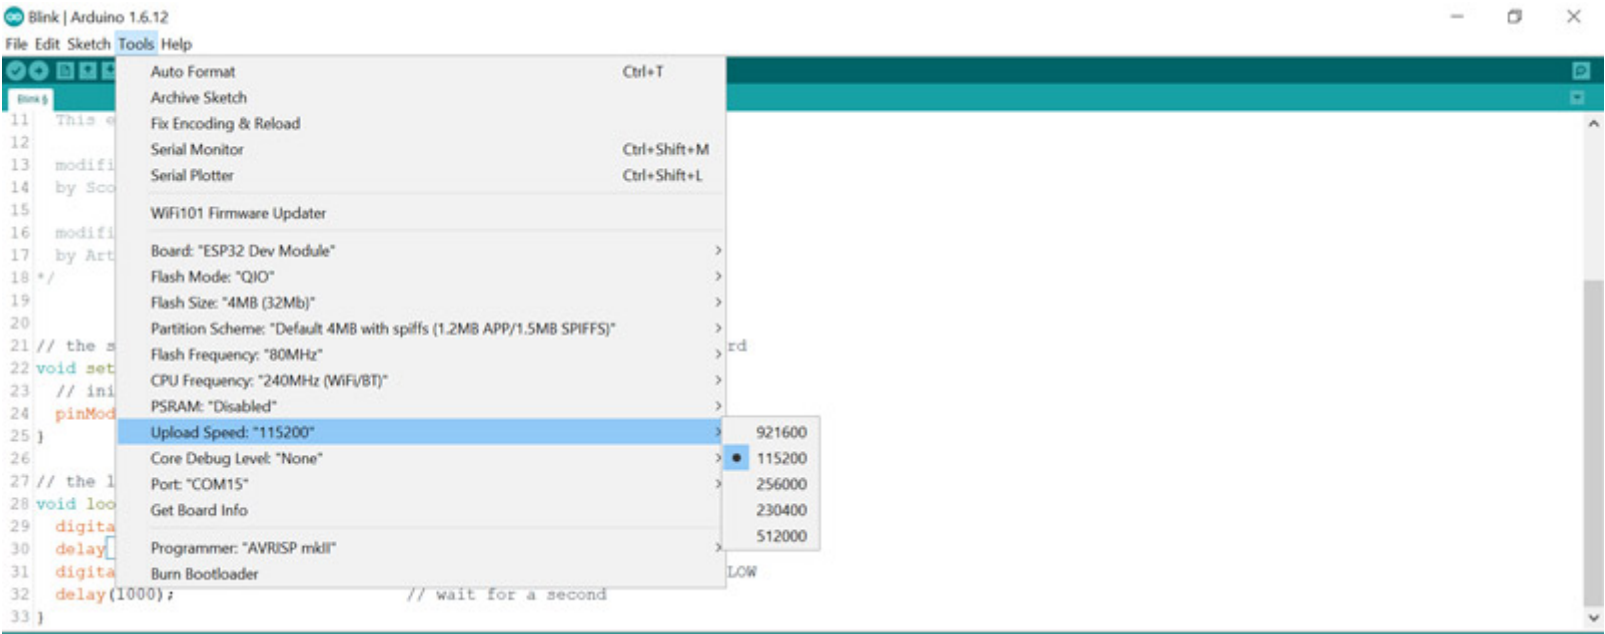 Blink | Arduino 1.6.12
File Edit Sketch Tools Help
Blink §
Auto Format Ctrl+T
Archive Sketch
Fix Encoding & Reload
Serial Monitor Ctrl+Shift+M
Serial Plotter Ctrl+Shift+L
WiFi101 Firmware Updater
Board: "ESP32 Dev Module"
Flash Mode: "QIO"
Flash Size: "4MB (32Mb)"
Partition Scheme: "Default 4MB with spiffs (1.2MB APP/1.5MB SPIFFS)"
Flash Frequency: "80MHz"
CPU Frequency: "240MHz (WiFi/BT)"
PSRAM: "Disabled"
Upload Speed: "115200"
Core Debug Level: "None"
Port: "COM15"
Get Board Info
Programmer: "AVRISP mkII"
Burn Bootloader
921600
115200
256000
230400
512000
11 This e
12
13 modifi
14 by Sco
15
16 modifi
17 by Art
18 */
19
20
21 // the s rd
22 void set
23 // ini
24 pinMod
25 }
26
27 // the l
28 void loo
29 digita
30 delay
31 digita LOW
32 delay(1000); // wait for a second
33 }